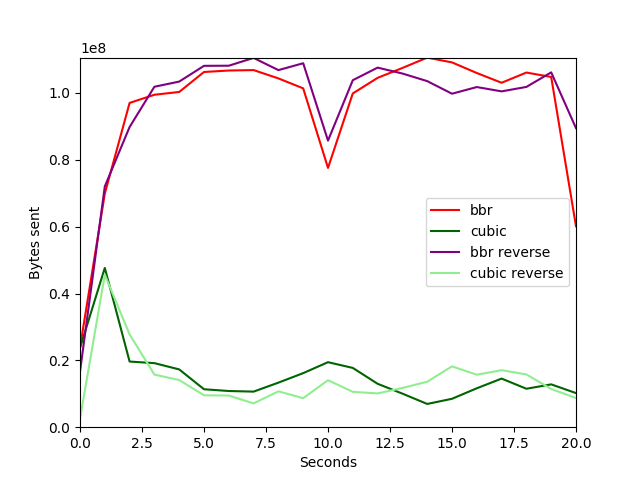 1e8
1.0
0.8
0.6
0.4
0.2
0.0
Bytes sent
bbr
cubic
bbr reverse
cubic reverse
0.0 2.5 5.0 7.5 10.0 12.5 15.0 17.5 20.0
Seconds